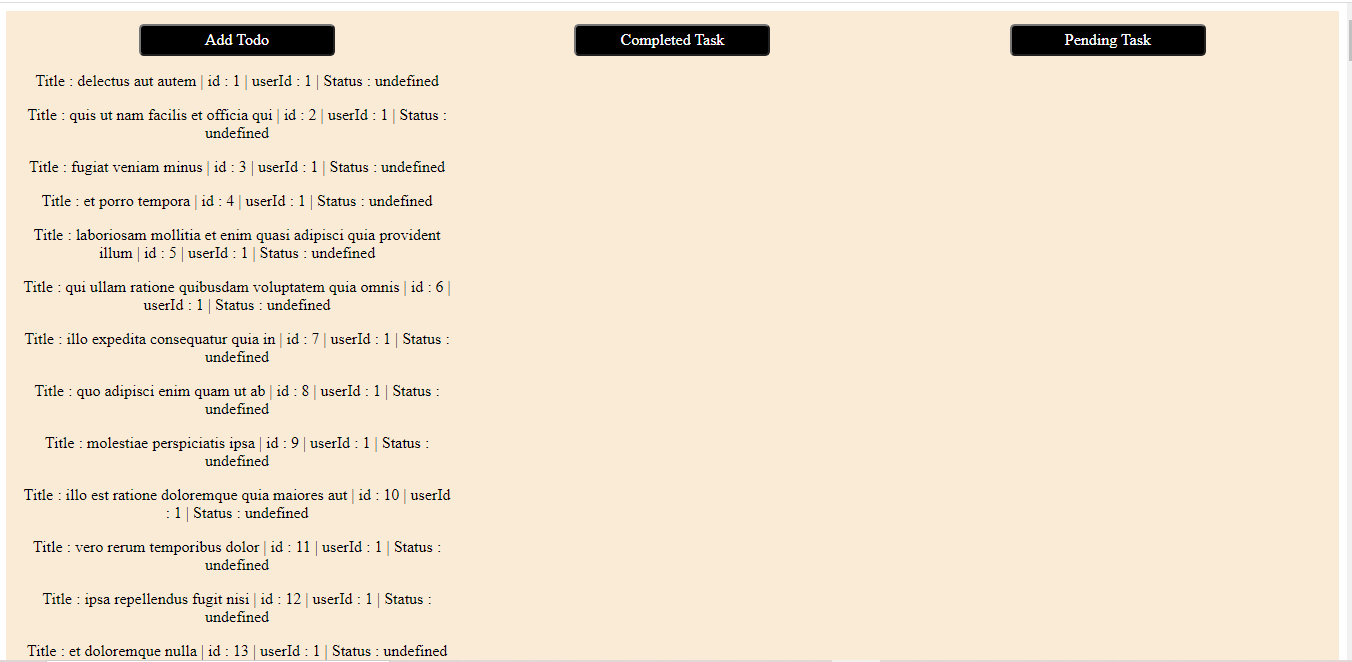 Add Todo
Completed Task
Pending Task
Title : delectus aut autem | id : 1 | userId : 1 | Status : undefined
Title : quis ut nam facilis et officia qui | id : 2 | userId : 1 | Status :
undefined
Title : fugiat veniam minus | id : 3 | userId : 1 | Status : undefined
Title : et porro tempora | id : 4 | userId : 1 | Status : undefined
Title : laboriosam mollitia et enim quasi adipisci quia provident
illum | id : 5 | userId : 1 | Status : undefined
Title : qui ullam ratione quibusdam voluptatem quia omnis | id : 6 |
userId : 1 | Status : undefined
Title : illo expedita consequatur quia in | id : 7 | userId : 1 | Status :
undefined
Title : quo adipisci enim quam ut ab | id : 8 | userId : 1 | Status :
undefined
Title : molestiae perspiciatis ipsa | id : 9 | userId : 1 | Status :
undefined
Title : illo est ratione doloremque quia maiores aut | id : 10 | userId
: 1 | Status : undefined
Title : vero rerum temporibus dolor | id : 11 | userId : 1 | Status :
undefined
Title : ipsa repellendus fugit nisi | id : 12 | userId : 1 | Status :
undefined
Title : et doloremque nulla | id : 13 | userId : 1 | Status : undefined